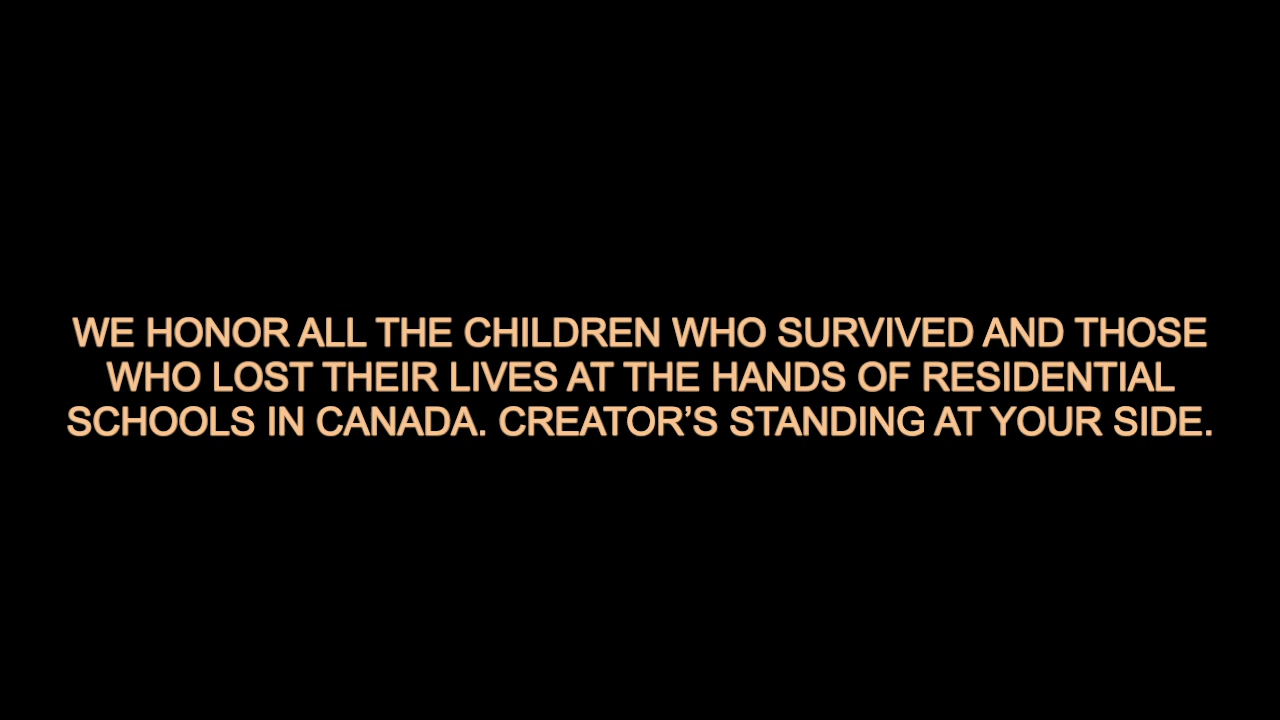 WE HONOR ALL THE CHILDREN WHO SURVIVED AND THOSE
WHO LOST THEIR LIVES AT THE HANDS OF RESIDENTIAL
SCHOOLS IN CANADA. CREATOR’S STANDING AT YOUR SIDE.